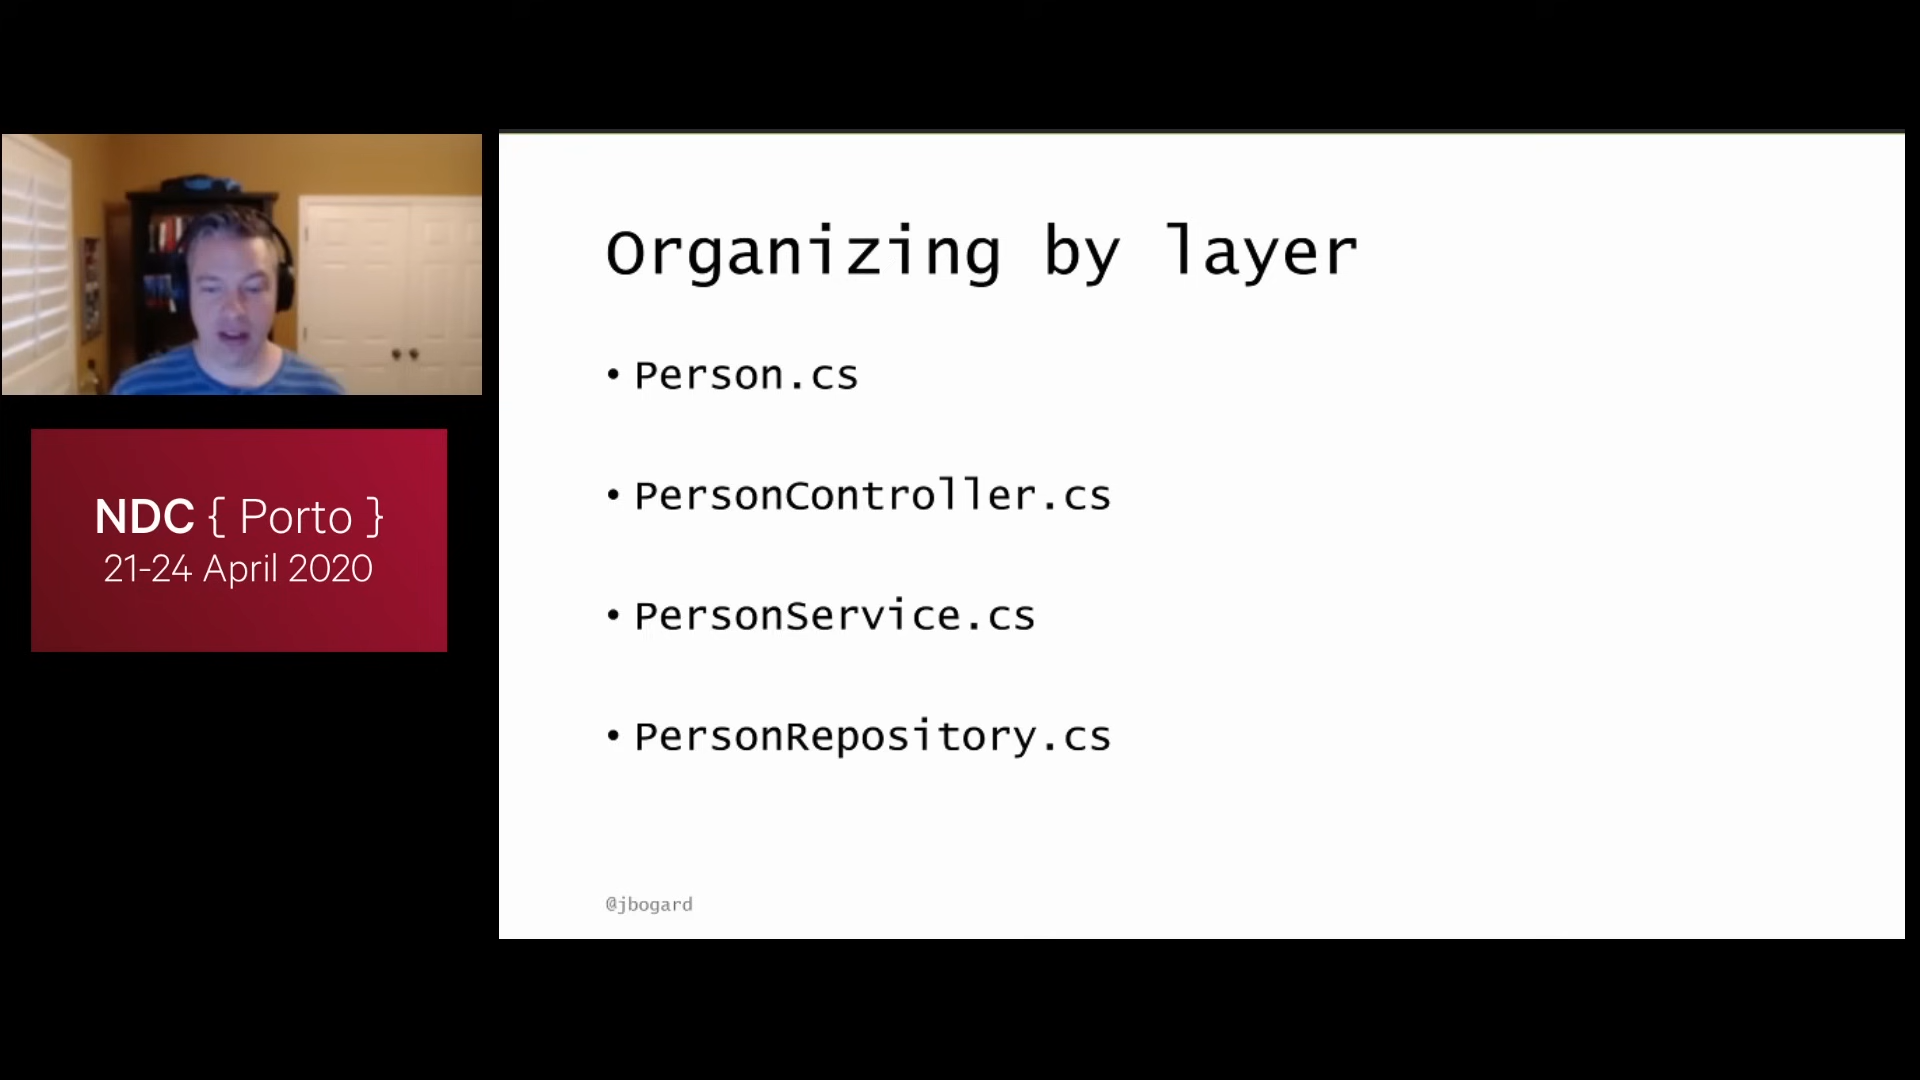 NDC { Porto }
21-24 April 2020
Organizing by layer
• Person.cs
• PersonController.cs
• PersonService.cs
• PersonRepository.cs
@jbogard